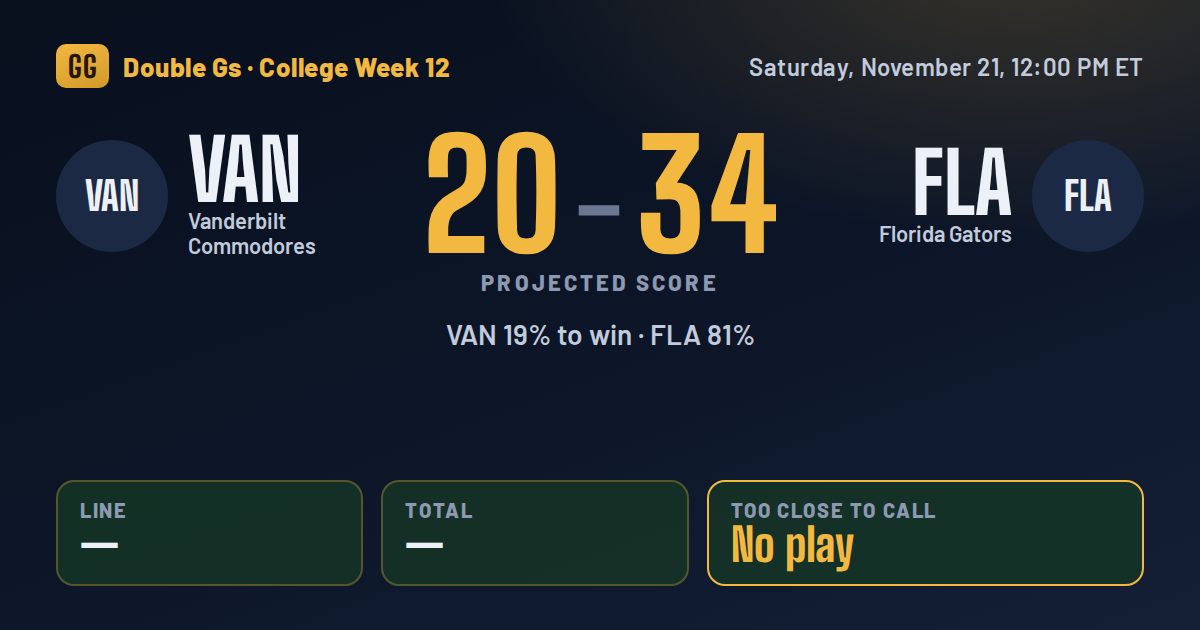 GG
Double Gs · College Week 12
Saturday, November 21, 12:00 PM ET
VAN
VAN
Vanderbilt
Commodores
20 – 34
PROJECTED SCORE
VAN 19% to win · FLA 81%
FLA
Florida Gators
FLA
LINE
—
TOTAL
—
TOO CLOSE TO CALL
No play